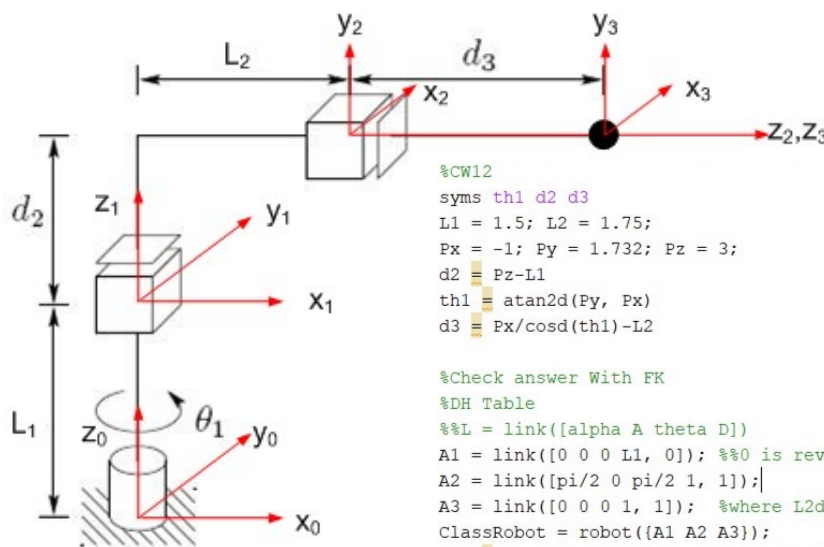 y₂
y₃
L₂
d₃
x₂
x₃
z₂,z₃
d₂
z₁
y₁
x₁
L₁
θ₁
z₀
y₀
x₀
%CW12
syms th1 d2 d3
L1 = 1.5; L2 = 1.75;
Px = -1; Py = 1.732; Pz = 3;
d2 = Pz-L1
th1 = atan2d(Py, Px)
d3 = Px/cosd(th1)-L2
%Check answer With FK
%DH Table
%%L = link([alpha A theta D])
A1 = link([0 0 0 L1, 0]); %%0 is rev
A2 = link([pi/2 0 pi/2 1, 1]);
A3 = link([0 0 0 1, 1]); %where L2d
ClassRobot = robot({A1 A2 A3});